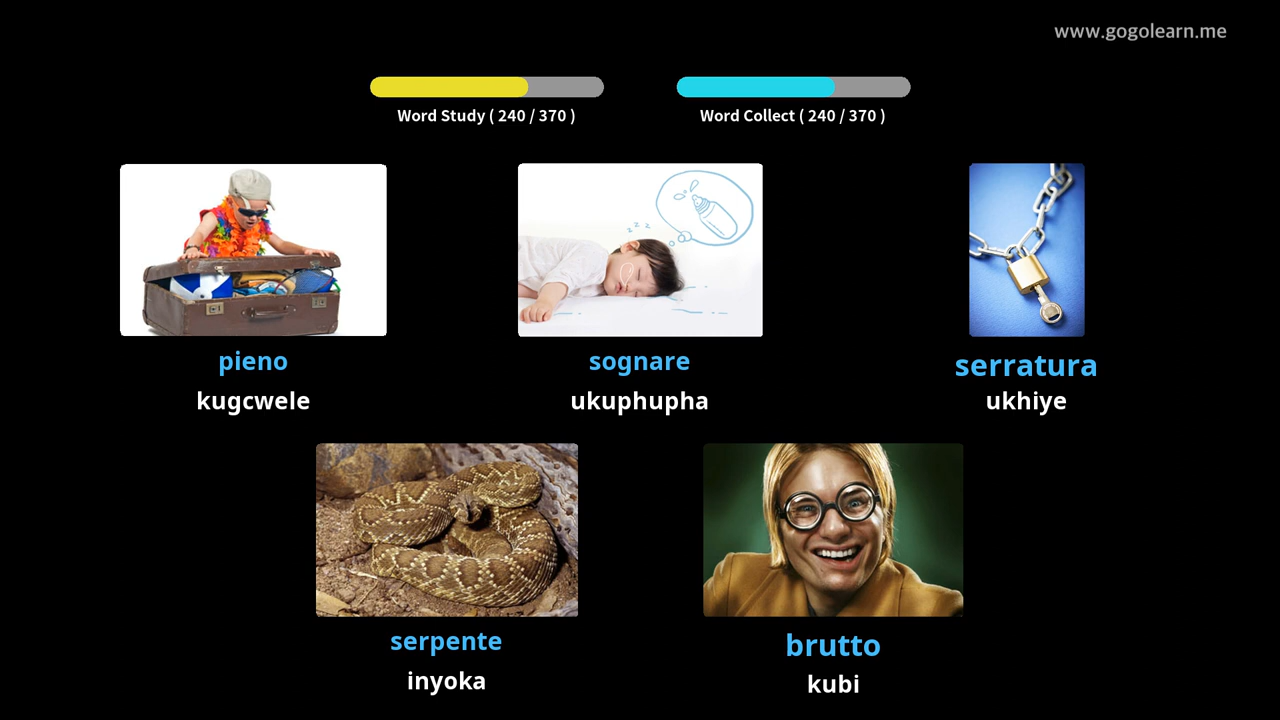 www.gogolearn.me
Word Study ( 240 / 370 )
Word Collect ( 240 / 370 )
pieno
kugcwele
sognare
ukuphupha
serratura
ukhiye
serpente
inyoka
brutto
kubi